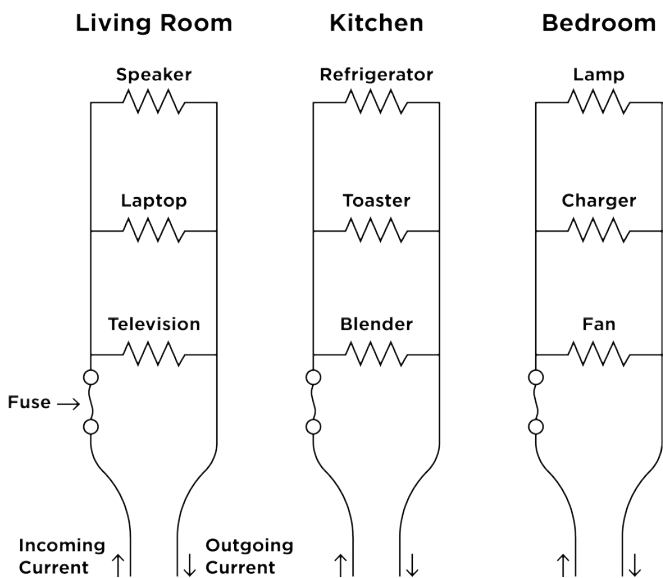 Living Room
Kitchen
Bedroom
Speaker
Refrigerator
Lamp
Laptop
Toaster
Charger
Television
Blender
Fan
Fuse
Incoming
Current
Outgoing
Current